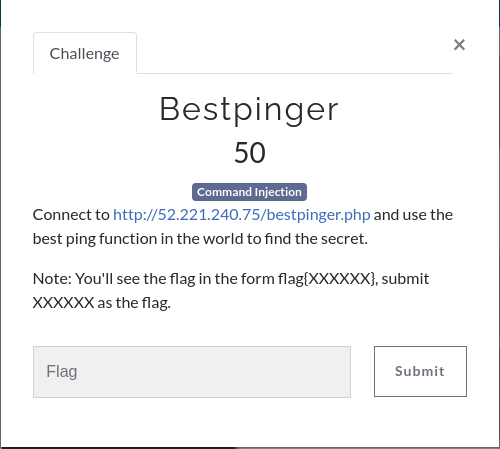 Challenge
×
Bestpinger
50
Command Injection
Connect to http://52.221.240.75/bestpinger.php and use the
best ping function in the world to find the secret.
Note: You'll see the flag in the form flag{XXXXXX}, submit
XXXXXX as the flag.
Flag
Submit